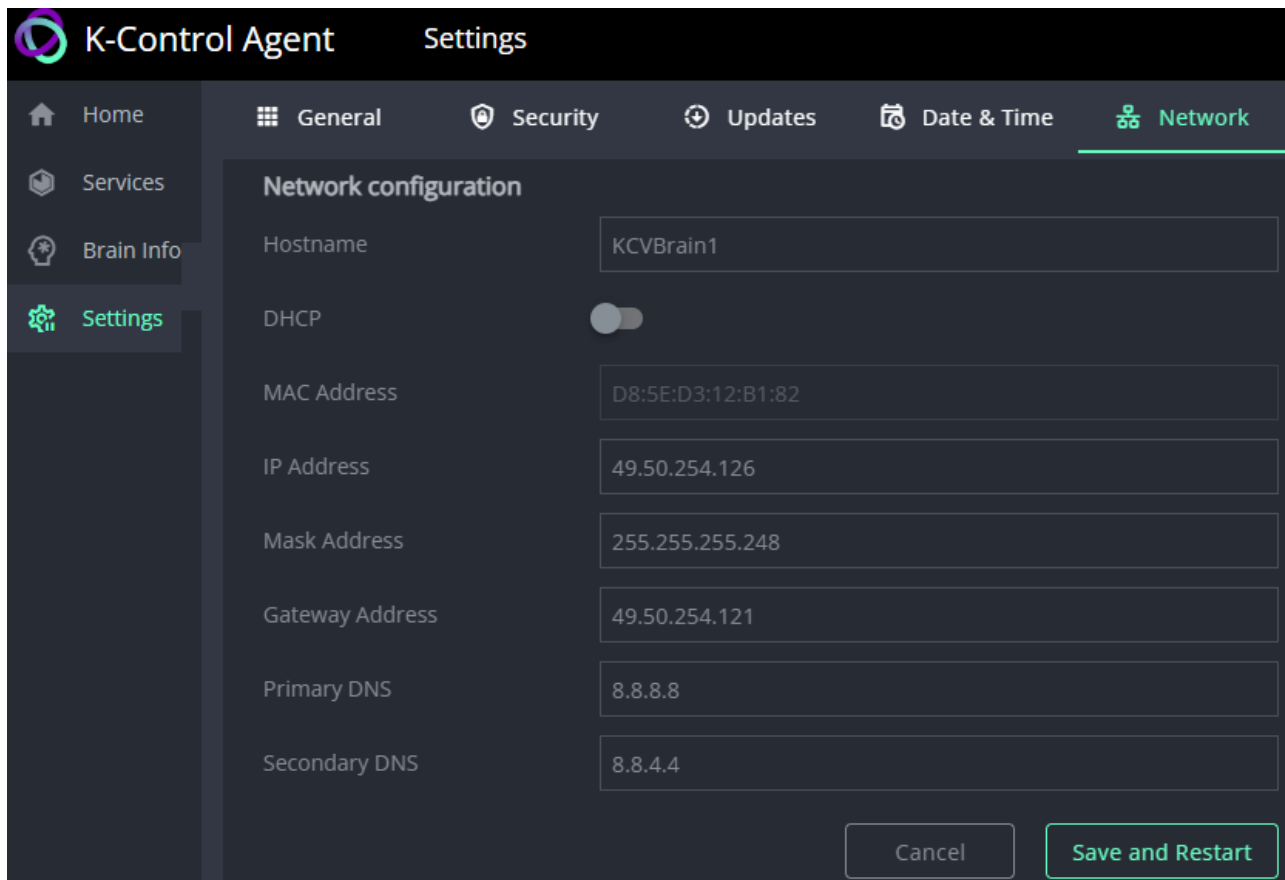 K-Control Agent Settings
Home
Services
Brain Info
Settings
General Security Updates Date & Time Network
Network configuration
Hostname KCVBrain1
DHCP
MAC Address D8:5E:D3:12:B1:82
IP Address 49.50.254.126
Mask Address 255.255.255.248
Gateway Address 49.50.254.121
Primary DNS 8.8.8.8
Secondary DNS 8.8.4.4
Cancel Save and Restart